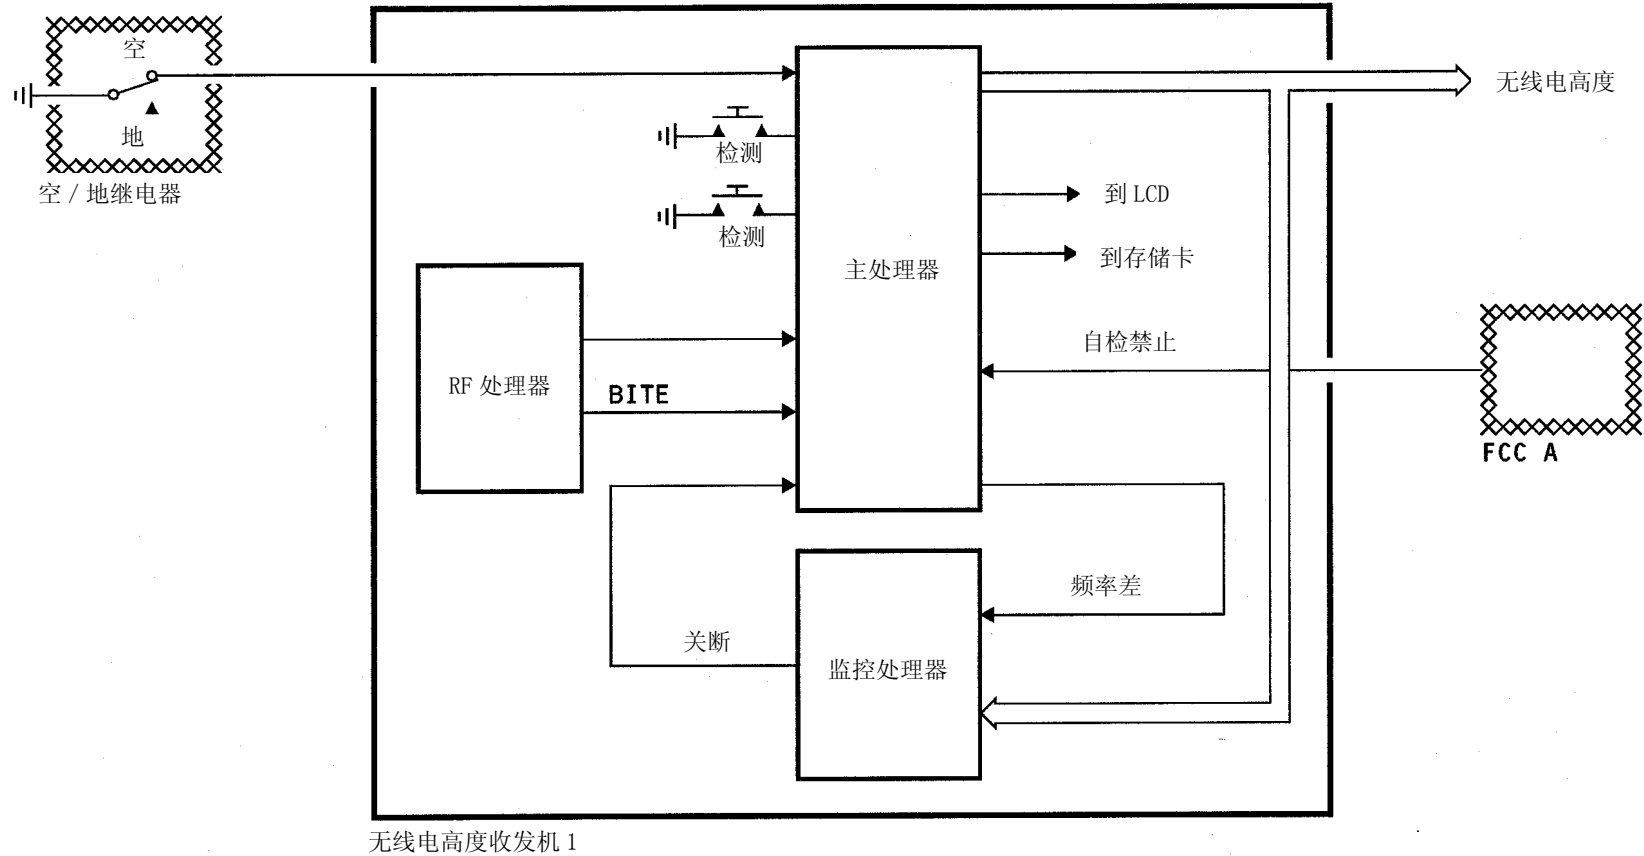 空
地
空/地继电器
检测
检测
主处理器
无线电高度
到 LCD
到存储卡
自检禁止
RF 处理器
BITE
FCC A
频率差
关断
监控处理器
无线电高度收发机 1